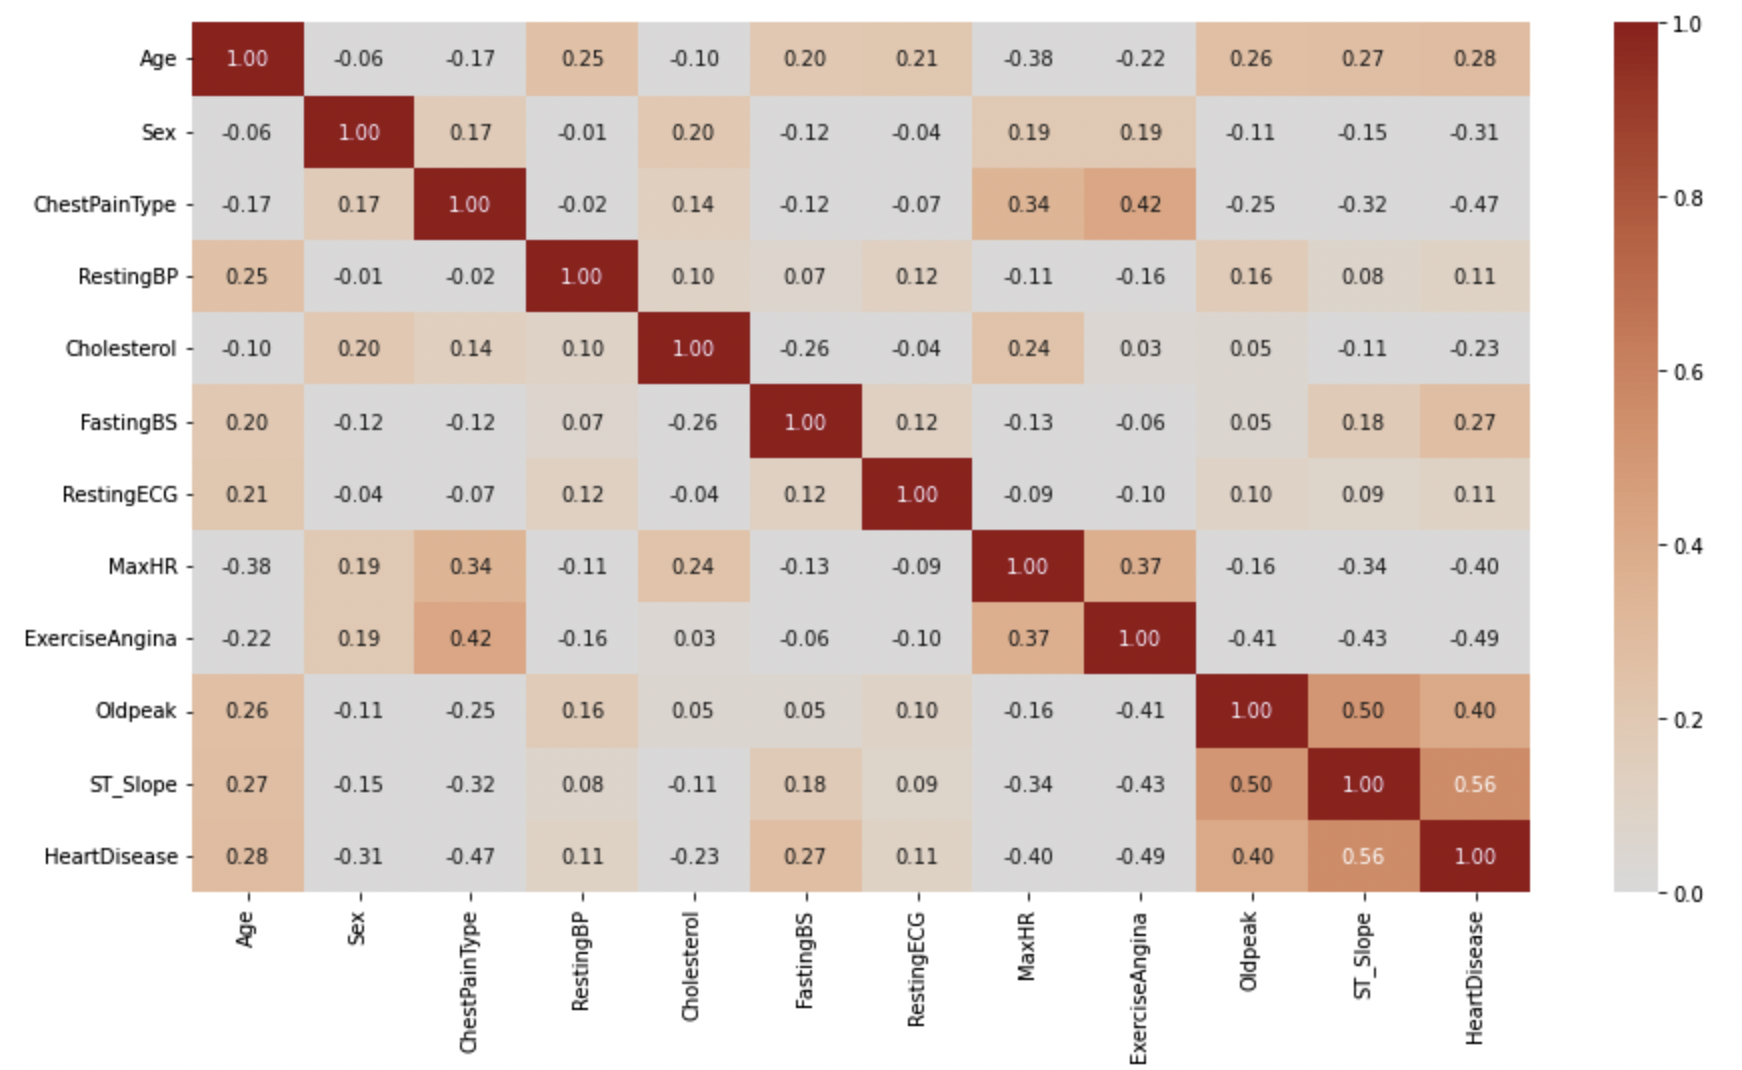 Age 1.00 -0.06 -0.17 0.25 -0.10 0.20 0.21 -0.38 -0.22 0.26 0.27 0.28
Sex -0.06 1.00 0.17 -0.01 0.20 -0.12 -0.04 0.19 0.19 -0.11 -0.15 -0.31
ChestPainType -0.17 0.17 1.00 -0.02 0.14 -0.12 -0.07 0.34 0.42 -0.25 -0.32 -0.47
RestingBP 0.25 -0.01 -0.02 1.00 0.10 0.07 0.12 -0.11 -0.16 0.16 0.08 0.11
Cholesterol -0.10 0.20 0.14 0.10 1.00 -0.26 -0.04 0.24 0.03 0.05 -0.11 -0.23
FastingBS 0.20 -0.12 -0.12 0.07 -0.26 1.00 0.12 -0.13 -0.06 0.05 0.18 0.27
RestingECG 0.21 -0.04 -0.07 0.12 -0.04 0.12 1.00 -0.09 -0.10 0.10 0.09 0.11
MaxHR -0.38 0.19 0.34 -0.11 0.24 -0.13 -0.09 1.00 0.37 -0.16 -0.34 -0.40
ExerciseAngina -0.22 0.19 0.42 -0.16 0.03 -0.06 -0.10 0.37 1.00 -0.41 -0.43 -0.49
Oldpeak 0.26 -0.11 -0.25 0.16 0.05 0.05 0.10 -0.16 -0.41 1.00 0.50 0.40
ST_Slope 0.27 -0.15 -0.32 0.08 -0.11 0.18 0.09 -0.34 -0.43 0.50 1.00 0.56
HeartDisease 0.28 -0.31 -0.47 0.11 -0.23 0.27 0.11 -0.40 -0.49 0.40 0.56 1.00
Age
Sex
ChestPainType
RestingBP
Cholesterol
FastingBS
RestingECG
MaxHR
ExerciseAngina
Oldpeak
ST_Slope
HeartDisease
1.0
0.8
0.6
0.4
0.2
0.0